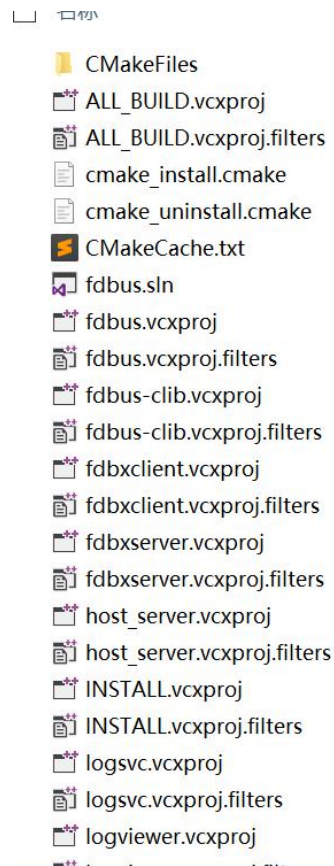 名称
CMakeFiles
ALL_BUILD.vcxproj
ALL_BUILD.vcxproj.filters
cmake_install.cmake
cmake_uninstall.cmake
CMakeCache.txt
fdbus.sln
fdbus.vcxproj
fdbus.vcxproj.filters
fdbus-clib.vcxproj
fdbus-clib.vcxproj.filters
fdbxclient.vcxproj
fdbxclient.vcxproj.filters
fdbxserver.vcxproj
fdbxserver.vcxproj.filters
host_server.vcxproj
host_server.vcxproj.filters
INSTALL.vcxproj
INSTALL.vcxproj.filters
logsvc.vcxproj
logsvc.vcxproj.filters
logviewer.vcxproj